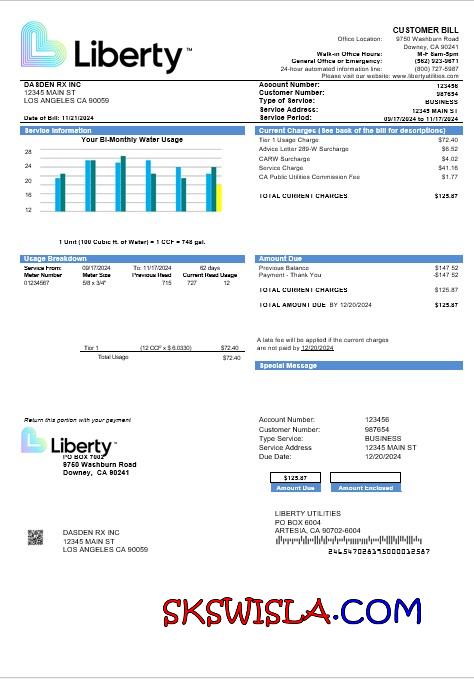 Liberty™
CUSTOMER BILL
Office Location: 9750 Washburn Road
Downey, CA 90241
Walk-in Office Hours: M-F 8am-5pm
General Office or Emergency: (562) 923-9671
24-hour automated information line: (800) 727-5987
Please visit our website: www.libertyutilities.com
DASDEN RX INC
12345 MAIN ST
LOS ANGELES CA 90059
Date of Bill: 11/21/2024
Account Number: 123456
Customer Number: 987654
Type of Service: BUSINESS
Service Address: 12345 MAIN ST
Service Period: 09/17/2024 to 11/17/2024
Service Information
Your Bi-Monthly Water Usage
28
24
20
18
16
12
1 Unit (100 Cubic ft. of Water) = 1 CCF = 748 gal.
Current Charges (See back of the bill for descriptions)
Tier 1 Usage Charge $72.40
Advice Letter 289-W Surcharge $6.52
CARW Surcharge $4.02
Service Charge $41.16
CA Public Utilities Commission Fee $1.77
TOTAL CURRENT CHARGES $125.87
Usage Breakdown
Service From: 09/17/2024 To: 11/17/2024 62 days
Meter Number Meter Size Previous Read Current Read Usage
01234567 5/8 x 3/4" 715 727 12
Tier 1 (12 CCF x $ 6.0330) $72.40
Total Usage $72.40
Amount Due
Previous Balance $147.52
Payment - Thank You -$147.52
TOTAL CURRENT CHARGES $125.87
TOTAL AMOUNT DUE BY 12/20/2024 $125.87
A late fee will be applied if the current charges
are not paid by 12/20/2024
Special Message
Return this portion with your payment
Liberty™
PO BOX 7002
9750 Washburn Road
Downey, CA 90241
Account Number: 123456
Customer Number: 987654
Type Service: BUSINESS
Service Address 12345 MAIN ST
Due Date: 12/20/2024
$125.87
Amount Due Amount Enclosed
DASDEN RX INC
12345 MAIN ST
LOS ANGELES CA 90059
LIBERTY UTILITIES
PO BOX 6004
ARTESIA, CA 90702-6004
SKSWISLA.COM